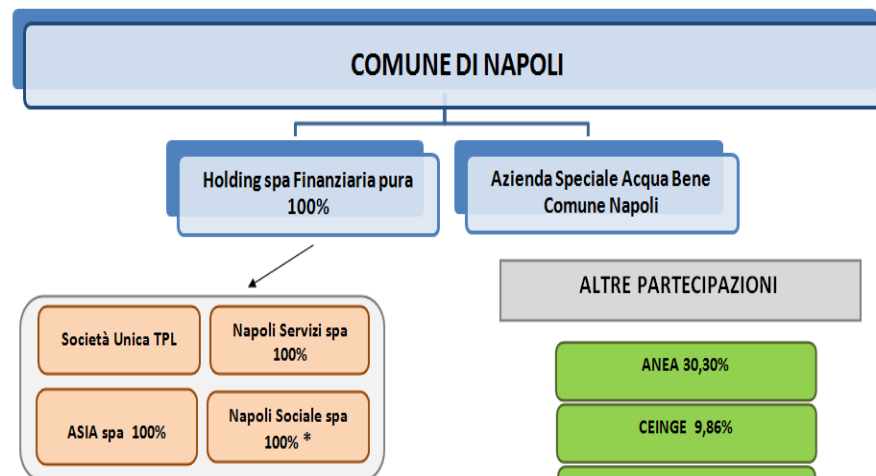 COMUNE DI NAPOLI
Holding spa Finanziaria pura
100%
Azienda Speciale Acqua Bene
Comune Napoli
Società Unica TPL
Napoli Servizi spa
100%
ASIA spa 100%
Napoli Sociale spa
100% *
ALTRE PARTECIPAZIONI
ANEA 30,30%
CEINGE 9,86%